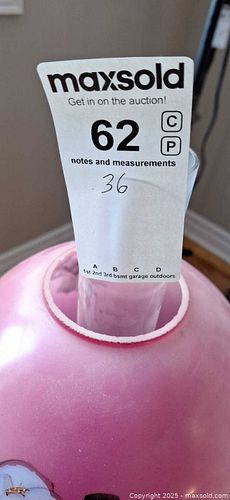 maxsold
Get in on the auction!
62
C
P
notes and measurements
36
A B C D
1st 2nd 3rd bsmt garage outdoors
Copyright 2025 - maxsold.com